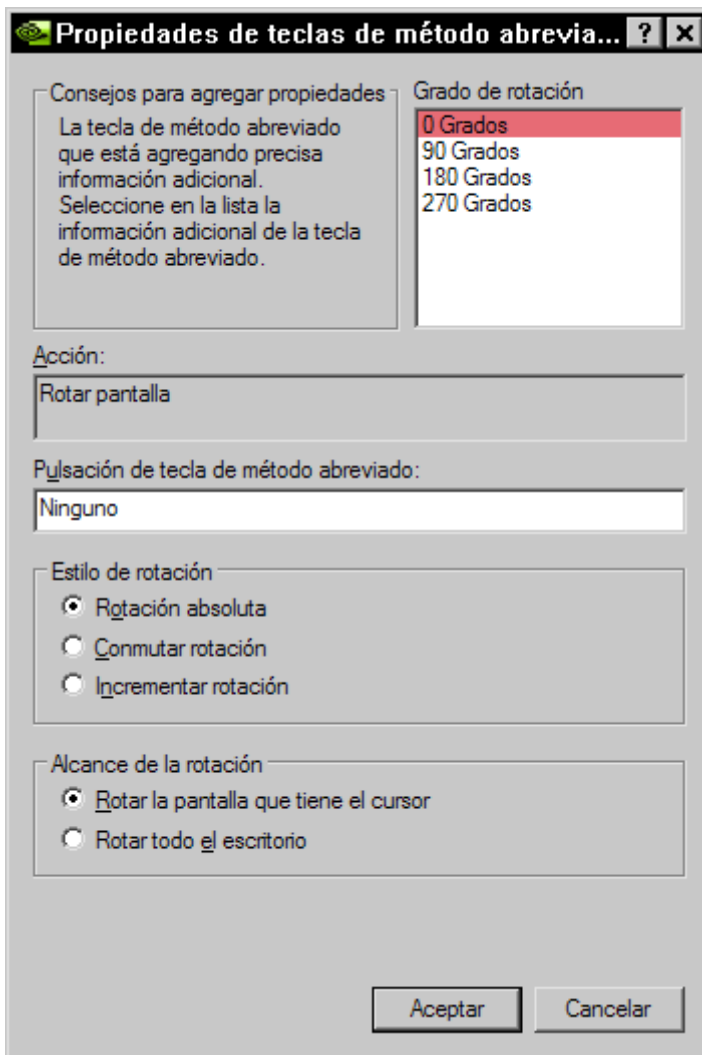 Propiedades de teclas de método abrevia...
Consejos para agregar propiedades
La tecla de método abreviado
que está agregando precisa
información adicional.
Seleccione en la lista la
información adicional de la tecla
de método abreviado.
Grado de rotación
0 Grados
90 Grados
180 Grados
270 Grados
Acción:
Rotar pantalla
Pulsación de tecla de método abreviado:
Ninguno
Estilo de rotación
Rotación absoluta
Conmutar rotación
Incrementar rotación
Alcance de la rotación
Rotar la pantalla que tiene el cursor
Rotar todo el escritorio
Aceptar
Cancelar